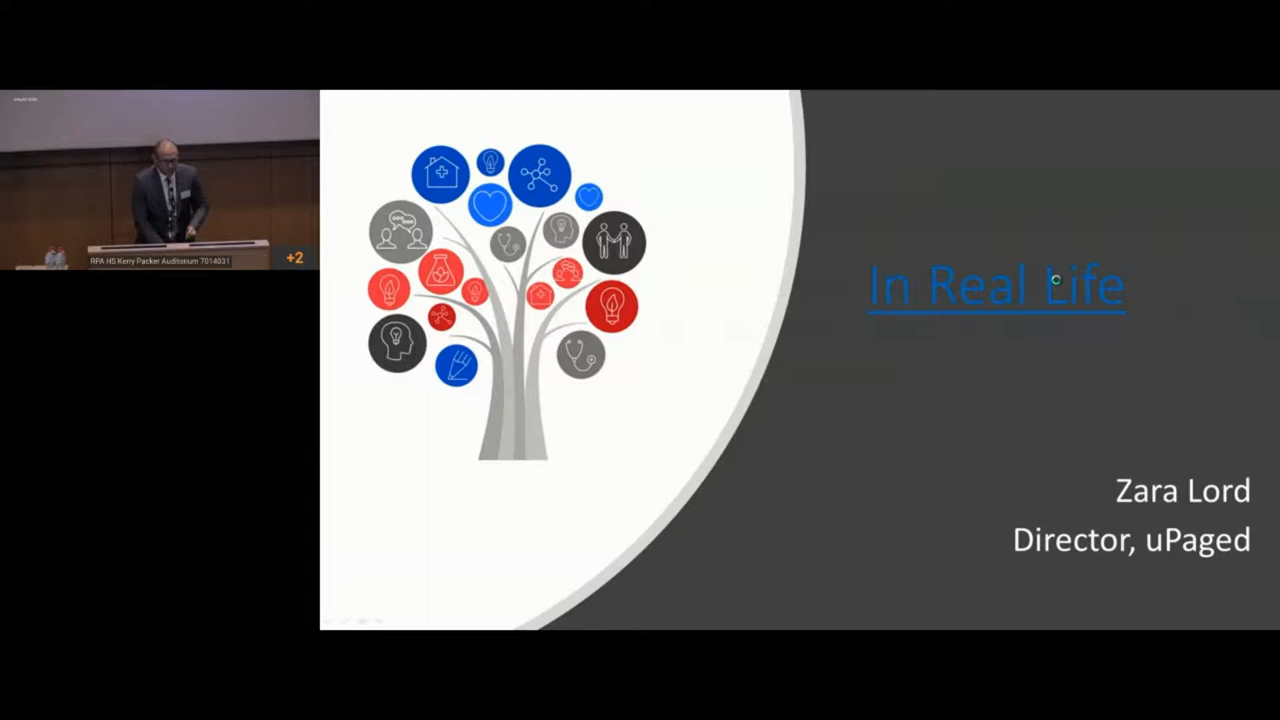 RPA HS Kerry Packer Auditorium 7014031
+2
In Real Life
Zara Lord
Director, uPaged